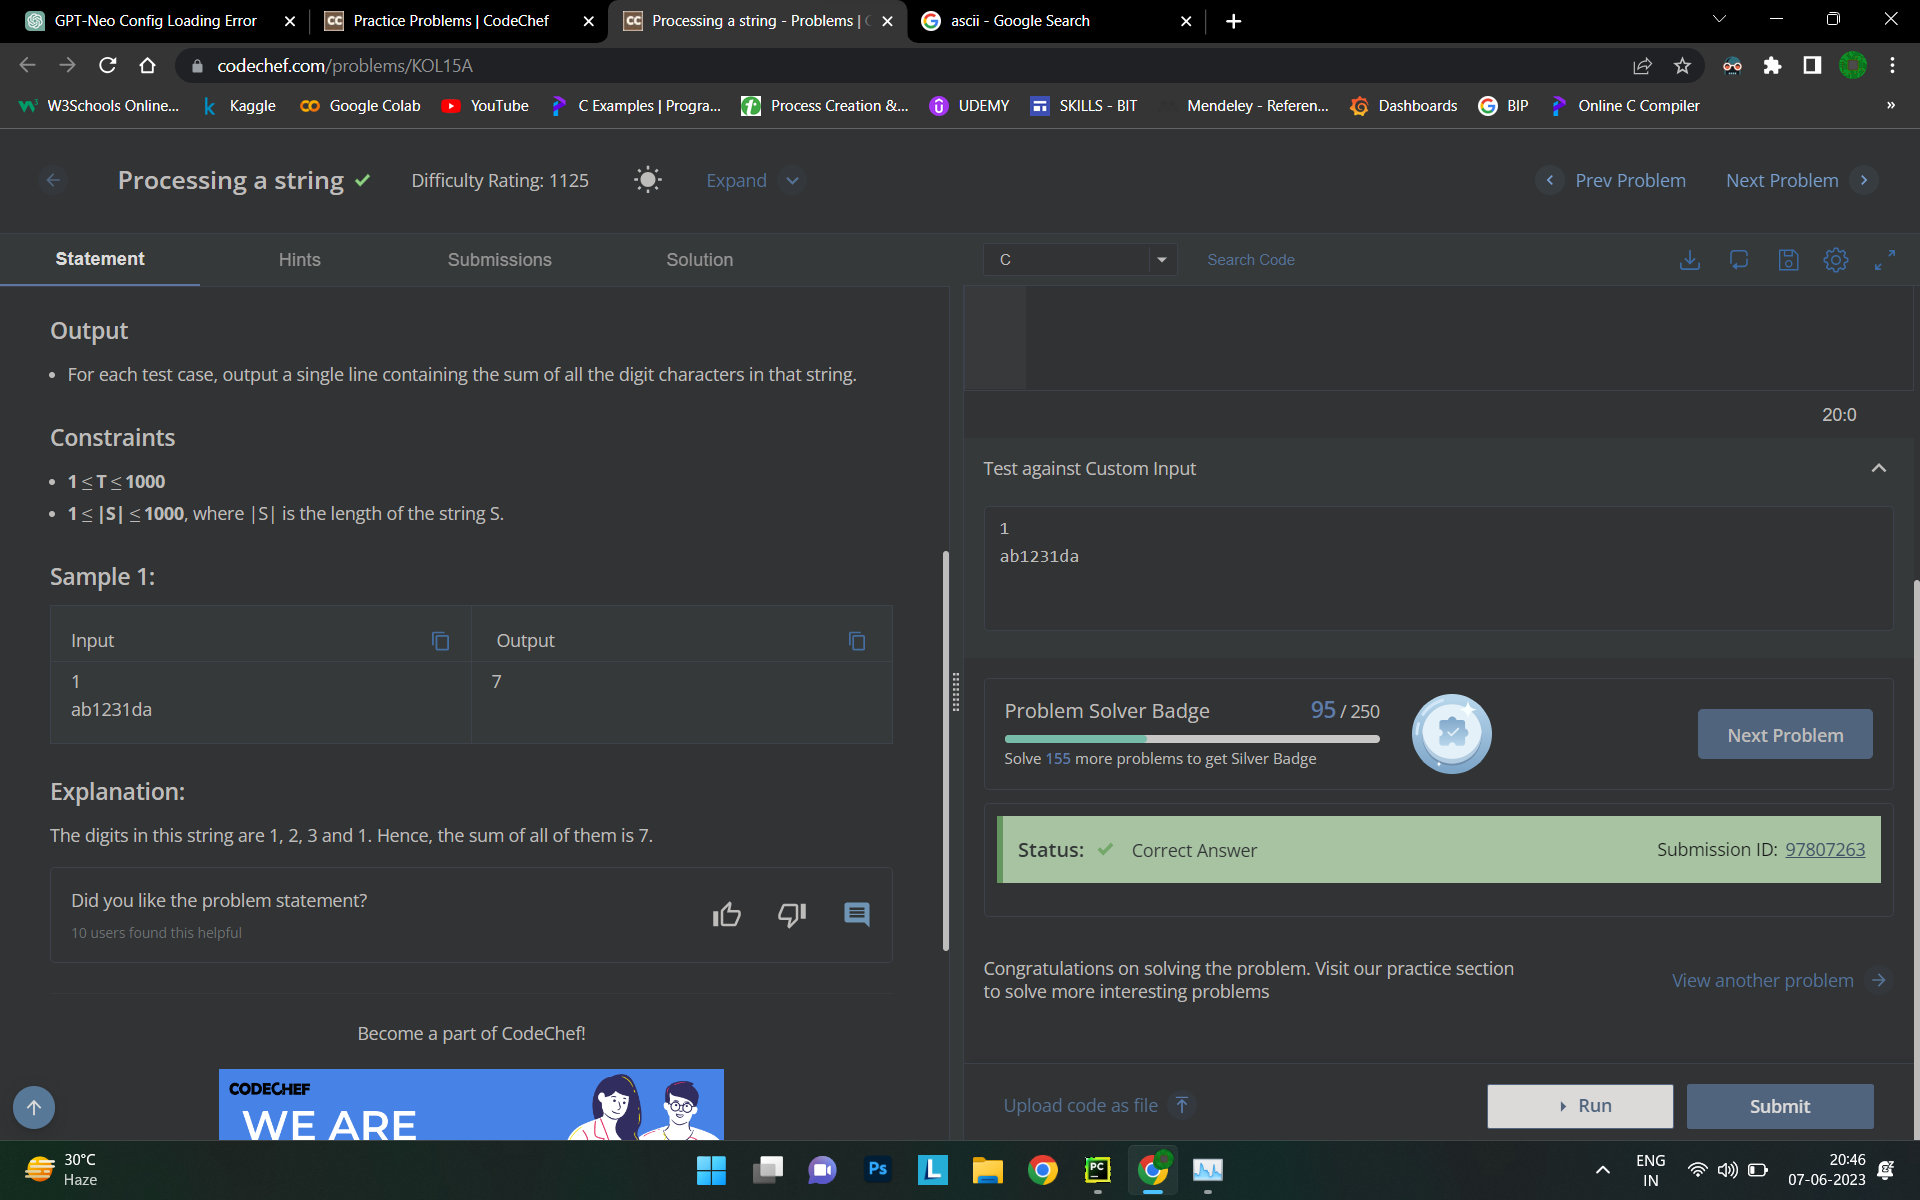 GPT-Neo Config Loading Error
Practice Problems | CodeChef
Processing a string - Problems |
ascii - Google Search
codechef.com/problems/KOL15A
W3Schools Online...
Kaggle
Google Colab
YouTube
C Examples | Progra...
Process Creation &...
UDEMY
SKILLS - BIT
Mendeley - Referen...
Dashboards
BIP
Online C Compiler
»
Processing a string
Difficulty Rating: 1125
Expand
Prev Problem
Next Problem
Statement
Hints
Submissions
Solution
C
Search Code
Output
• For each test case, output a single line containing the sum of all the digit characters in that string.
Constraints
• 1 ≤ T ≤ 1000
• 1 ≤ |S| ≤ 1000, where |S| is the length of the string S.
Sample 1:
Input
Output
1
ab1231da
7
Explanation:
The digits in this string are 1, 2, 3 and 1. Hence, the sum of all of them is 7.
Did you like the problem statement?
10 users found this helpful
Become a part of CodeChef!
CODECHEF
WE ARE
20:0
Test against Custom Input
1
ab1231da
Problem Solver Badge
95 / 250
Solve 155 more problems to get Silver Badge
Next Problem
Status:
Correct Answer
Submission ID: 97807263
Congratulations on solving the problem. Visit our practice section
to solve more interesting problems
View another problem
Upload code as file
Run
Submit
30°C
Haze
Ps
L
PC
ENG
IN
20:46
07-06-2023